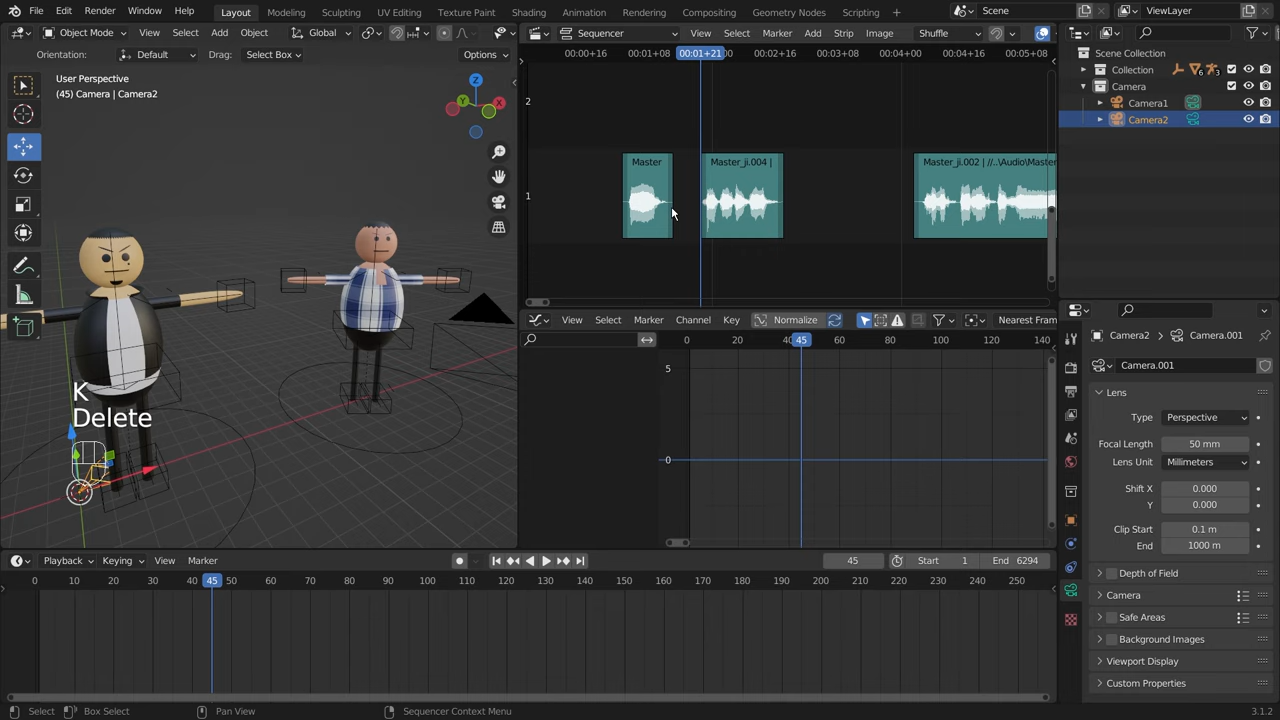 File Edit Render Window Help Layout Modeling Sculpting UV Editing Texture Paint Shading Animation Rendering Compositing Geometry Nodes Scripting + Scene ViewLayer
Object Mode View Select Add Object Global
Orientation: Default Drag: Select Box Options
User Perspective
(45) Camera | Camera2
Z
Y
X
K
Delete
Sequencer View Select Marker Add Strip Image Shuffle
00:00+16 00:01+08 00:01+21 00 00:02+16 00:03+08 00:04+00 00:04+16 00:05+08
2
1
Master
Master_ji.004 |
Master_ji.002 | //..\Audio\Master
View Select Marker Channel Key Normalize Nearest Fram
0 20 40 45 60 80 100 120 140
5
0
Scene Collection
Collection 6 3
Camera
Camera1
Camera2
Camera2 Camera.001
Camera.001
Lens
Type Perspective
Focal Length 50 mm
Lens Unit Millimeters
Shift X 0.000
Y 0.000
Clip Start 0.1 m
End 1000 m
Depth of Field
Camera
Safe Areas
Background Images
Viewport Display
Custom Properties
Playback Keying View Marker 45 Start 1 End 6294
0 10 20 30 40 45 50 60 70 80 90 100 110 120 130 140 150 160 170 180 190 200 210 220 230 240 250
Select Box Select Pan View Sequencer Context Menu 3.1.2